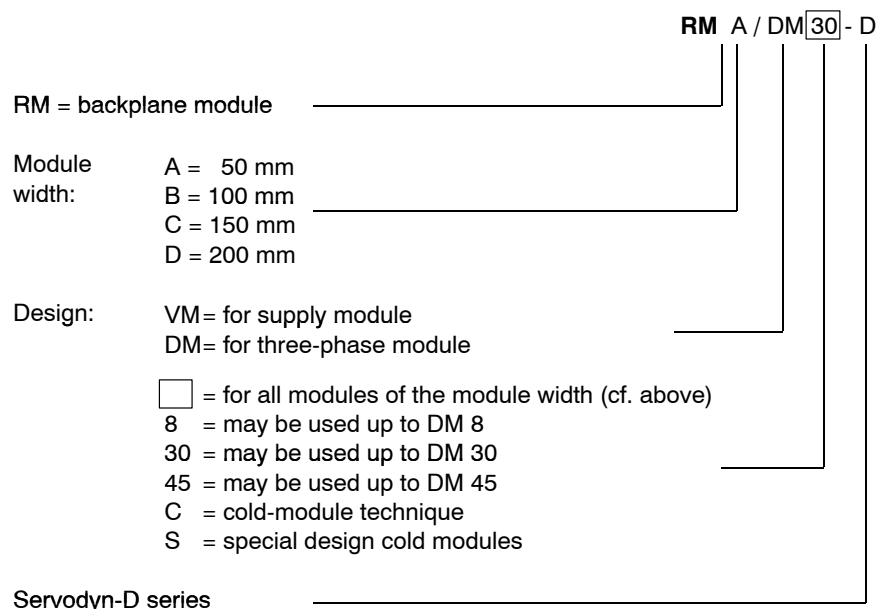 RM A / DM 30 - D
RM = backplane module
Module width:
A = 50 mm
B = 100 mm
C = 150 mm
D = 200 mm
Design:
VM= for supply module
DM= for three-phase module
= for all modules of the module width (cf. above)
8 = may be used up to DM 8
30 = may be used up to DM 30
45 = may be used up to DM 45
C = cold-module technique
S = special design cold modules
Servodyn-D series